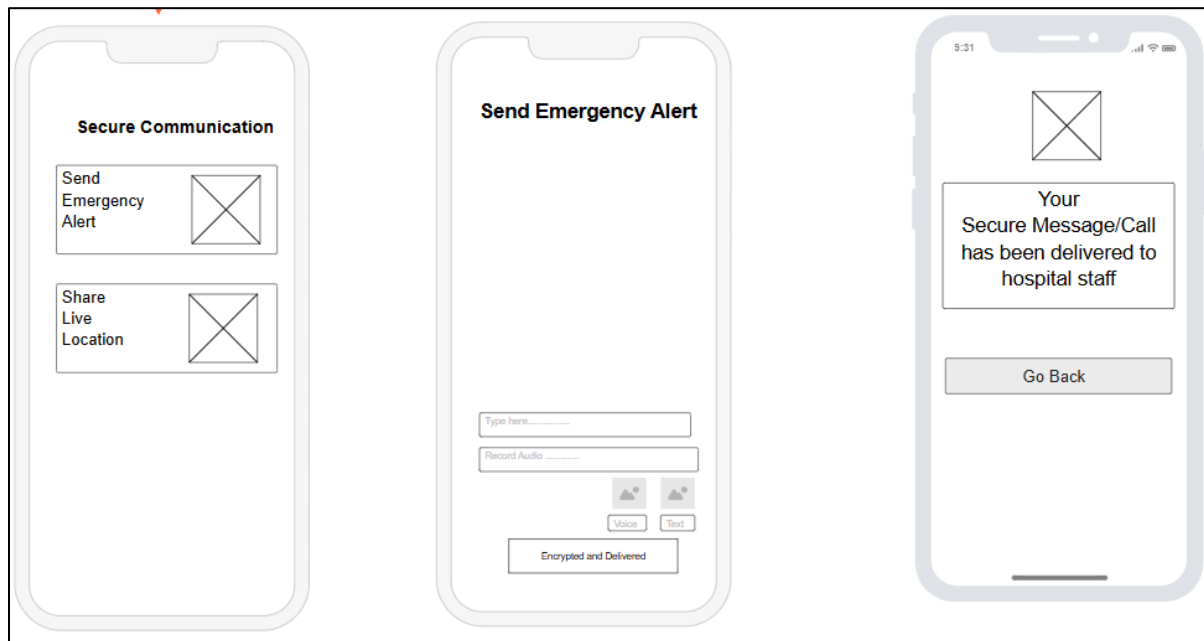 Secure Communication
Send
Emergency
Alert
Share
Live
Location
Send Emergency Alert
Type here.................
Record Audio .............
Voice
Text
Encrypted and Delivered
9:31
Your
Secure Message/Call
has been delivered to
hospital staff
Go Back